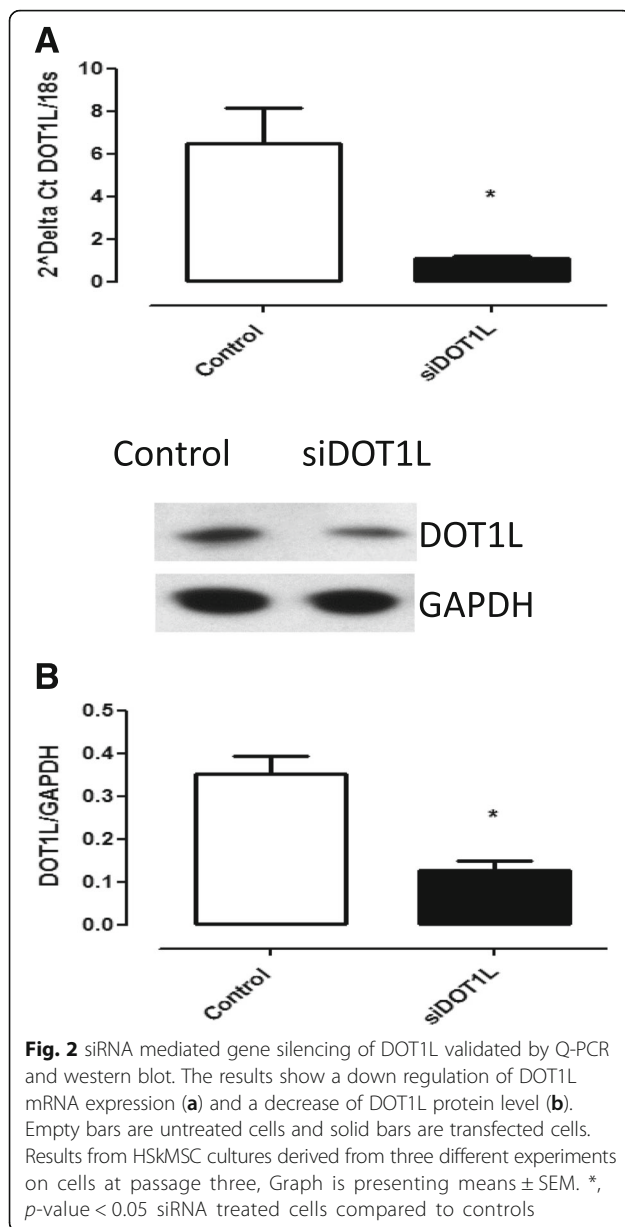 A
2^Delta Ct DOT1L/18s
10
8
6
4
2
0
*
Control
siDOT1L
Control siDOT1L
DOT1L
GAPDH
B
DOT1L/GAPDH
0.5
0.4
0.3
0.2
0.1
0.0
*
Control
siDOT1L
Fig. 2 siRNA mediated gene silencing of DOT1L validated by Q-PCR
and western blot. The results show a down regulation of DOT1L
mRNA expression (a) and a decrease of DOT1L protein level (b).
Empty bars are untreated cells and solid bars are transfected cells.
Results from HSkMSC cultures derived from three different experiments
on cells at passage three, Graph is presenting means ± SEM. *,
p-value < 0.05 siRNA treated cells compared to controls